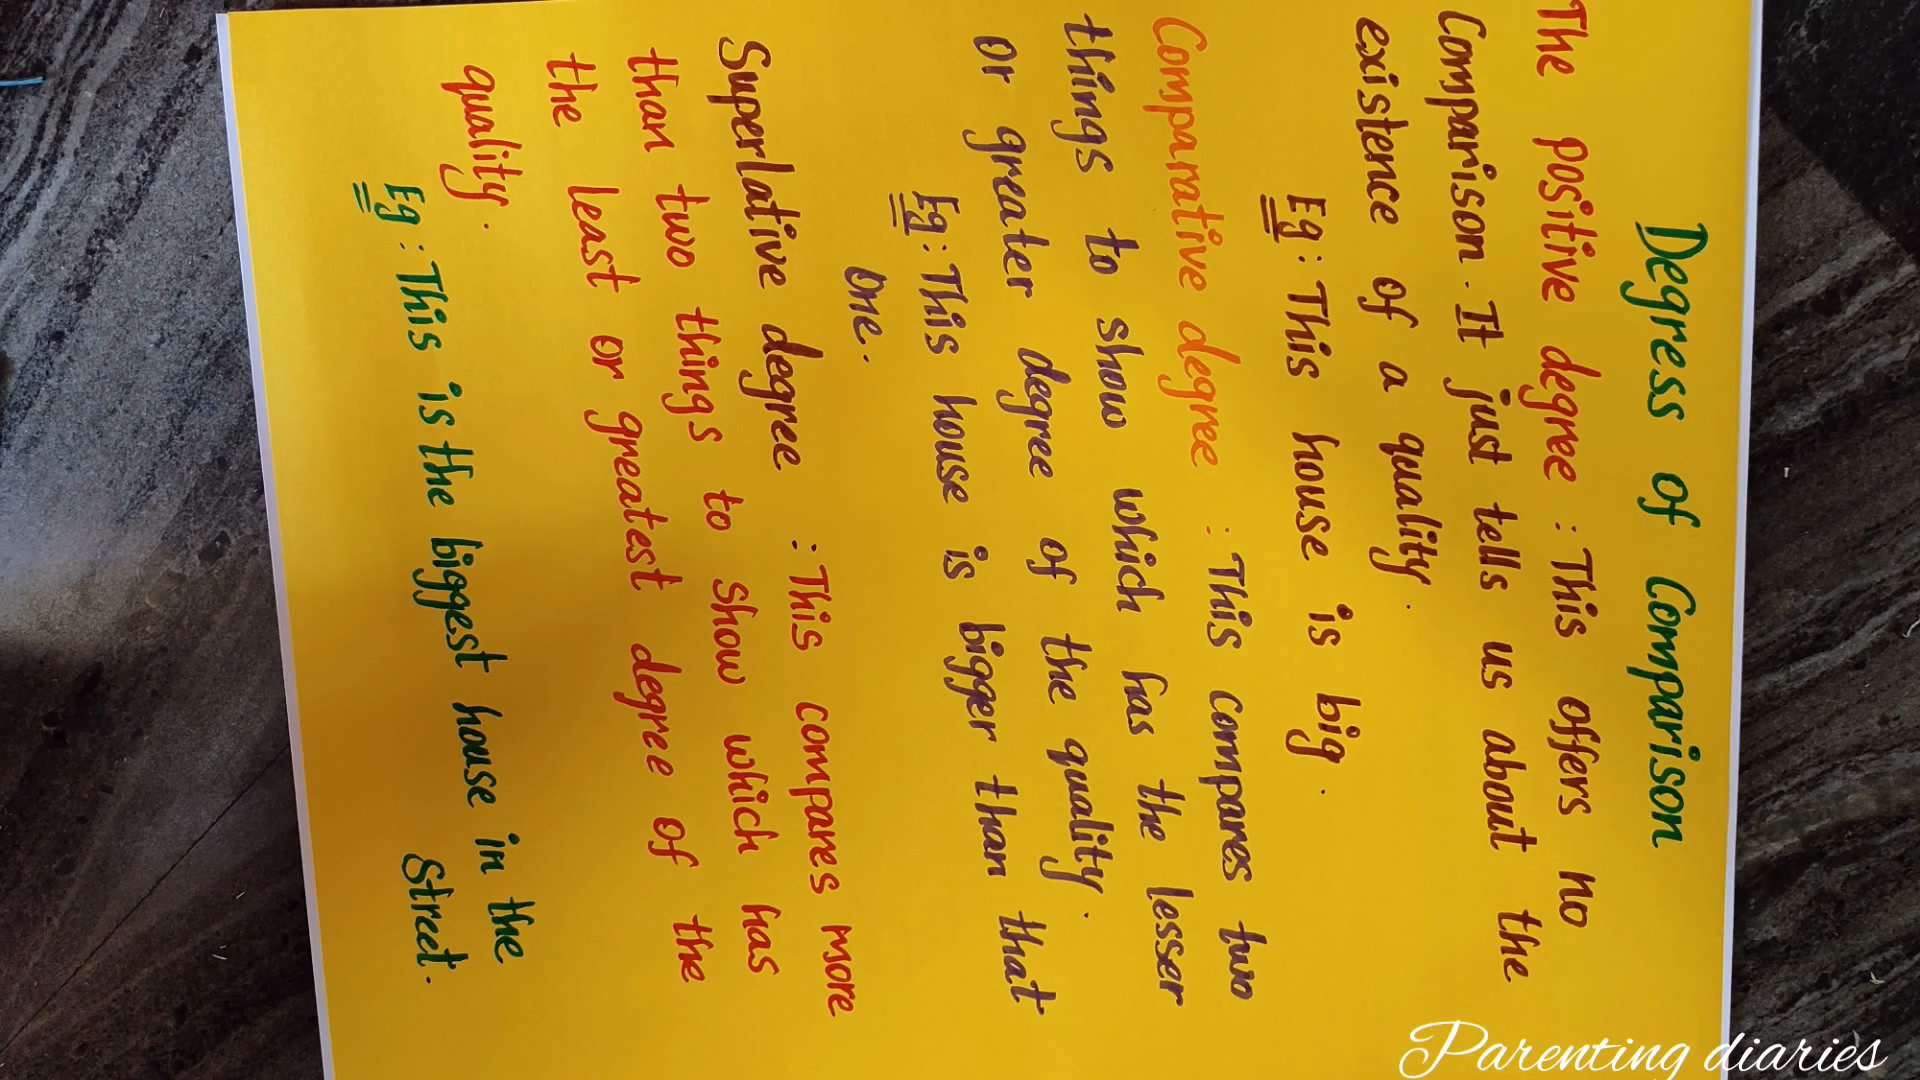 Degress of Comparison
The positive degree : This offers no
Comparison. It just tells us about the
existence of a quality.
Eg : This house is big.
Comparative degree : This compares two
things to show which has the lesser
or greater degree of the quality.
Eg : This house is bigger than that
one.
Superlative degree : This compares more
than two things to show which has
the least or greatest degree of the
quality.
Eg : This is the biggest house in the
Street.
Parenting diaries